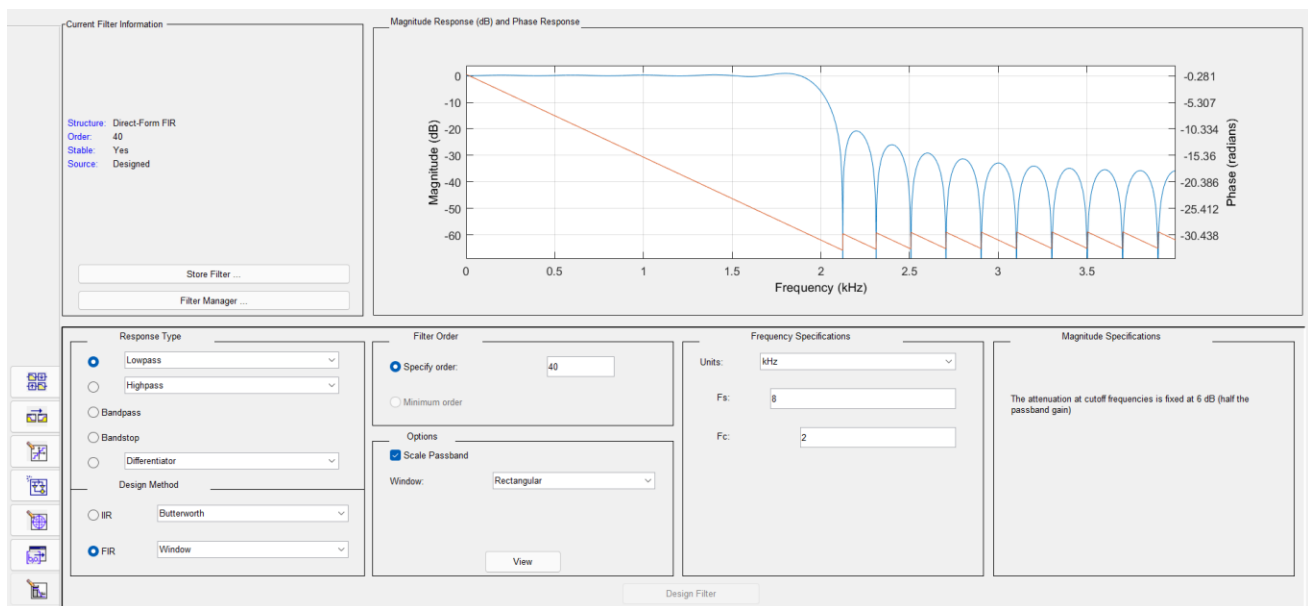 Current Filter Information
Structure: Direct-Form FIR
Order: 40
Stable: Yes
Source: Designed
Store Filter ...
Filter Manager ...
Magnitude Response (dB) and Phase Response
Magnitude (dB)
0
-10
-20
-30
-40
-50
-60
0 0.5 1 1.5 2 2.5 3 3.5
Frequency (kHz)
-0.281
-5.307
-10.334
-15.36
-20.386
-25.412
-30.438
Phase (radians)
Response Type
Lowpass
Highpass
Bandpass
Bandstop
Differentiator
Design Method
IIR Butterworth
FIR Window
Filter Order
Specify order: 40
Minimum order
Options
Scale Passband
Window: Rectangular
View
Frequency Specifications
Units: kHz
Fs: 8
Fc: 2
Magnitude Specifications
The attenuation at cutoff frequencies is fixed at 6 dB (half the
passband gain)
Design Filter